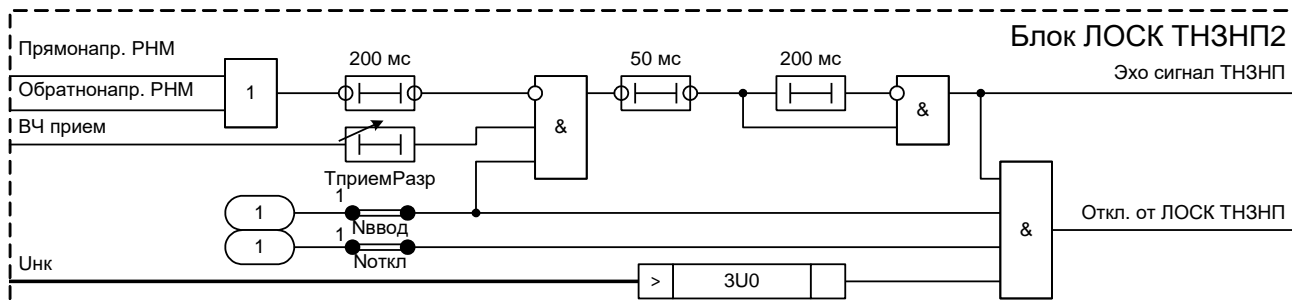 Блок ЛОСК ТНЗНП2
Прямонапр. РНМ
200 мс
50 мс
200 мс
Эхо сигнал ТНЗНП
Обратнонапр. РНМ
1
&
&
ВЧ прием
TприемРазр
1
1
Nввод
&
Откл. от ЛОСК ТНЗНП
1
1
Nоткл
Uнк
>
3U0